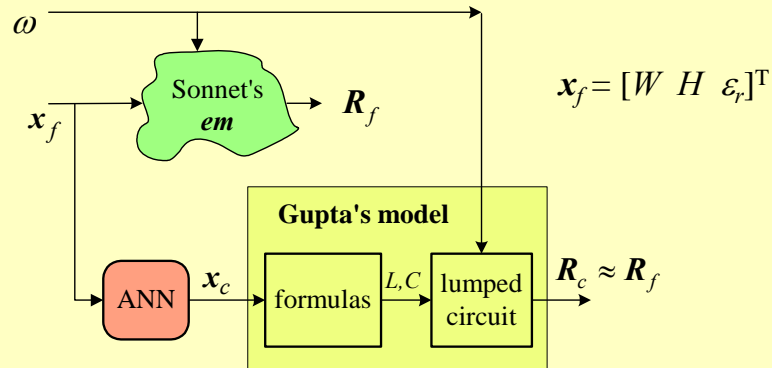 ω
Sonnet's
em
x_f
R_f
x_f = [W H ε_r]^T
Gupta's model
ANN
x_c
formulas
L,C
lumped
circuit
R_c ≈ R_f